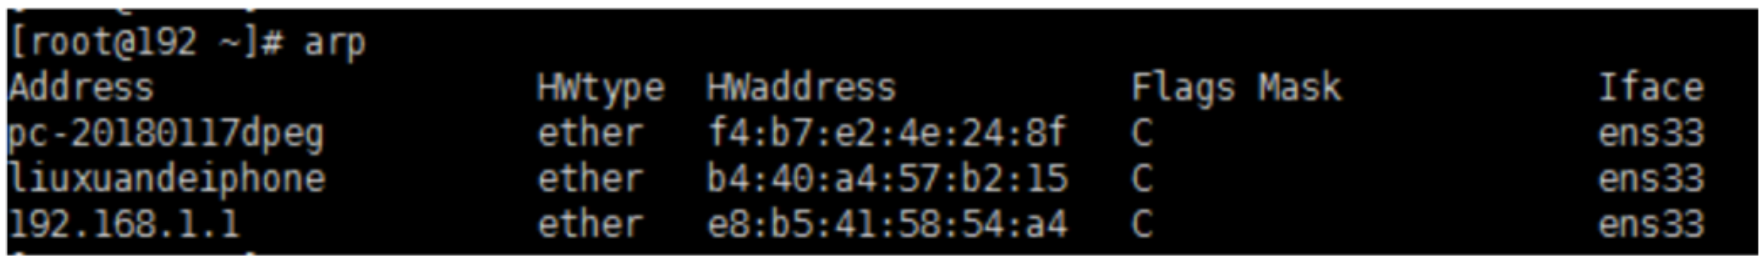 [root@192 ~]# arp
Address HWtype HWaddress Flags Mask Iface
pc-20180117dpeg ether f4:b7:e2:4e:24:8f C ens33
liuxuandeiphone ether b4:40:a4:57:b2:15 C ens33
192.168.1.1 ether e8:b5:41:58:54:a4 C ens33